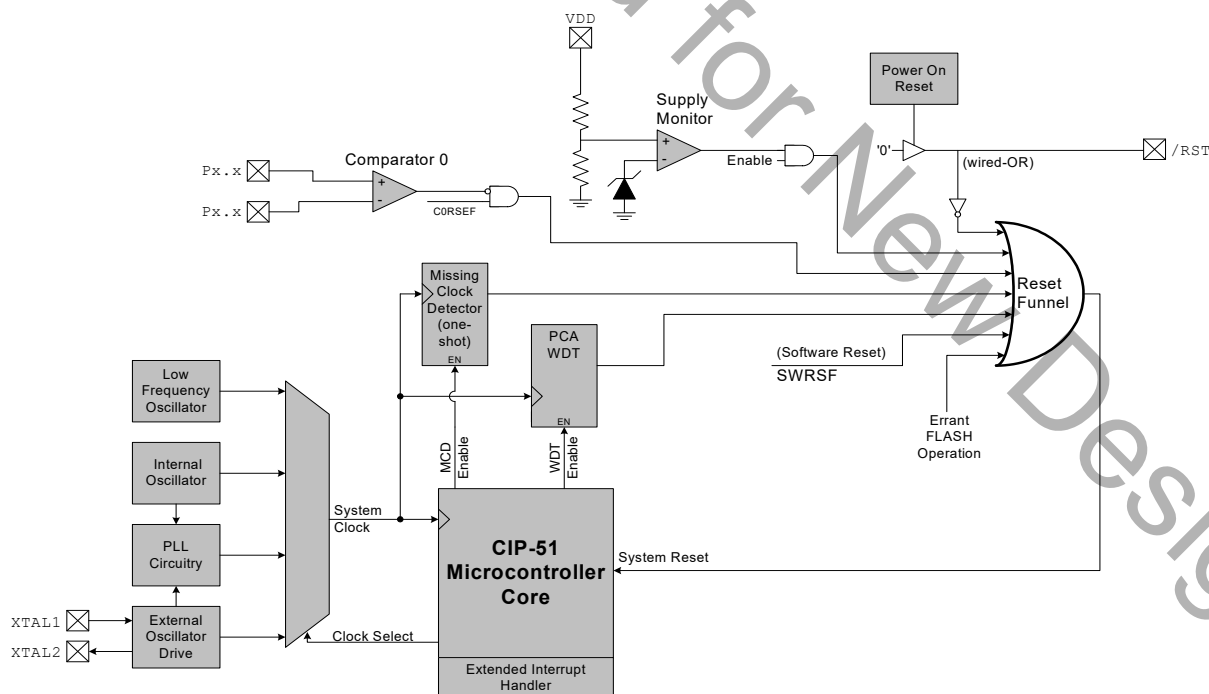 VDD
Power On
Reset
Supply
Monitor
+
-
Enable
'0'
(wired-OR)
/RST
Comparator 0
Px.x
+
Px.x
-
C0RSEF
Missing
Clock
Detector
(one-
shot)
EN
PCA
WDT
EN
Reset
Funnel
(Software Reset)
SWRSF
Errant
FLASH
Operation
Low
Frequency
Oscillator
Internal
Oscillator
PLL
Circuitry
XTAL1
XTAL2
External
Oscillator
Drive
System
Clock
MCD
Enable
WDT
Enable
CIP-51
Microcontroller
Core
System Reset
Clock Select
Extended Interrupt
Handler
for New Design